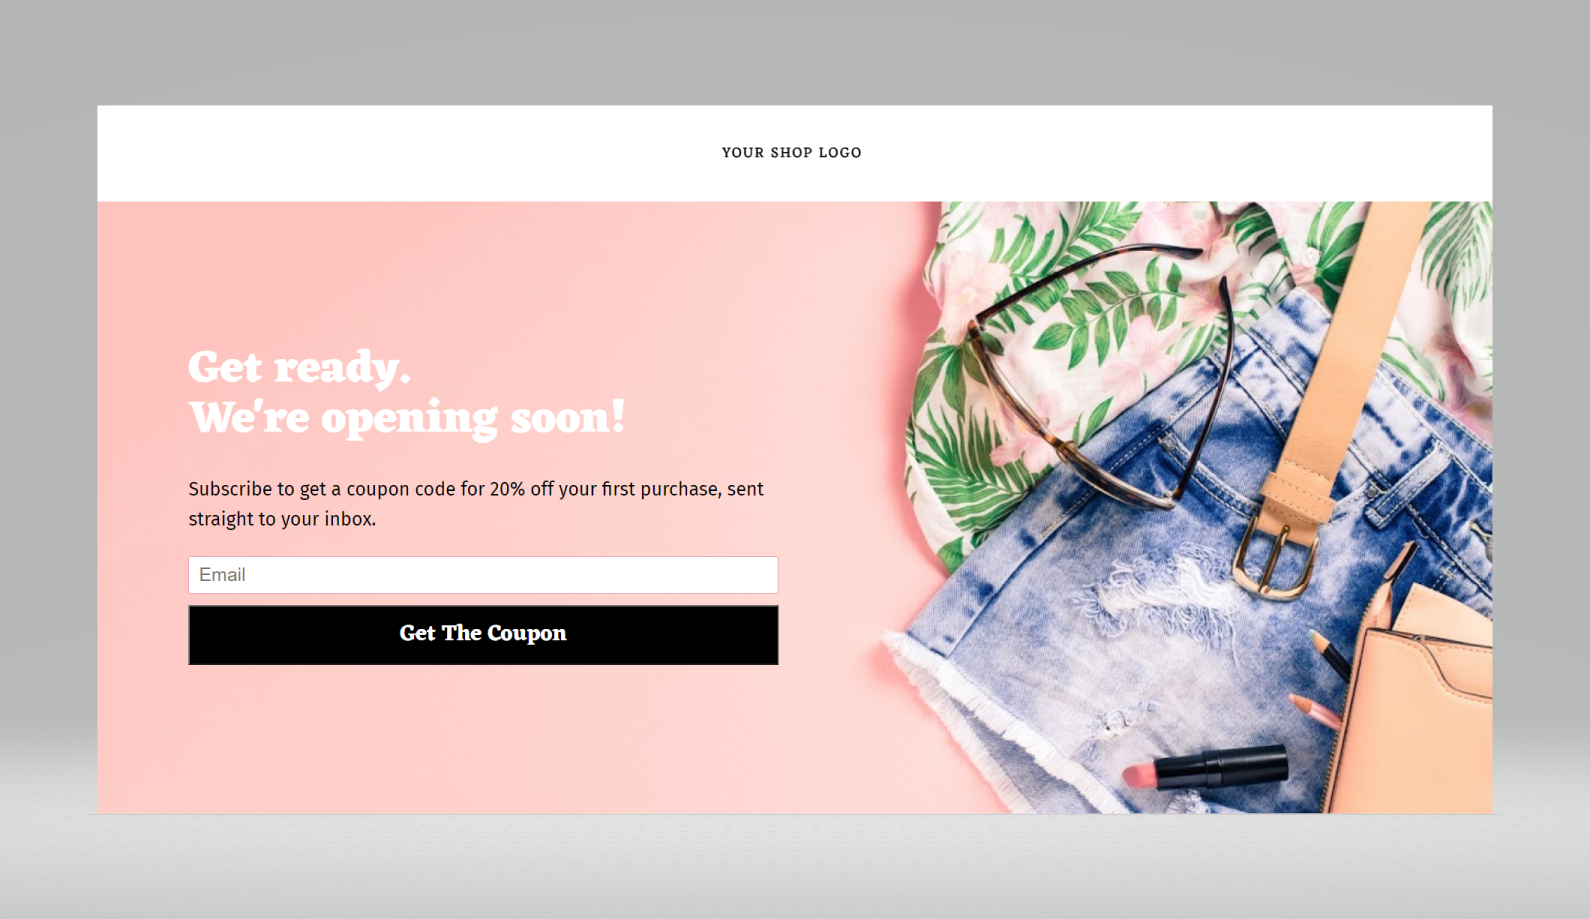 YOUR SHOP LOGO
Get ready.
We're opening soon!
Subscribe to get a coupon code for 20% off your first purchase, sent
straight to your inbox.
Email
Get The Coupon